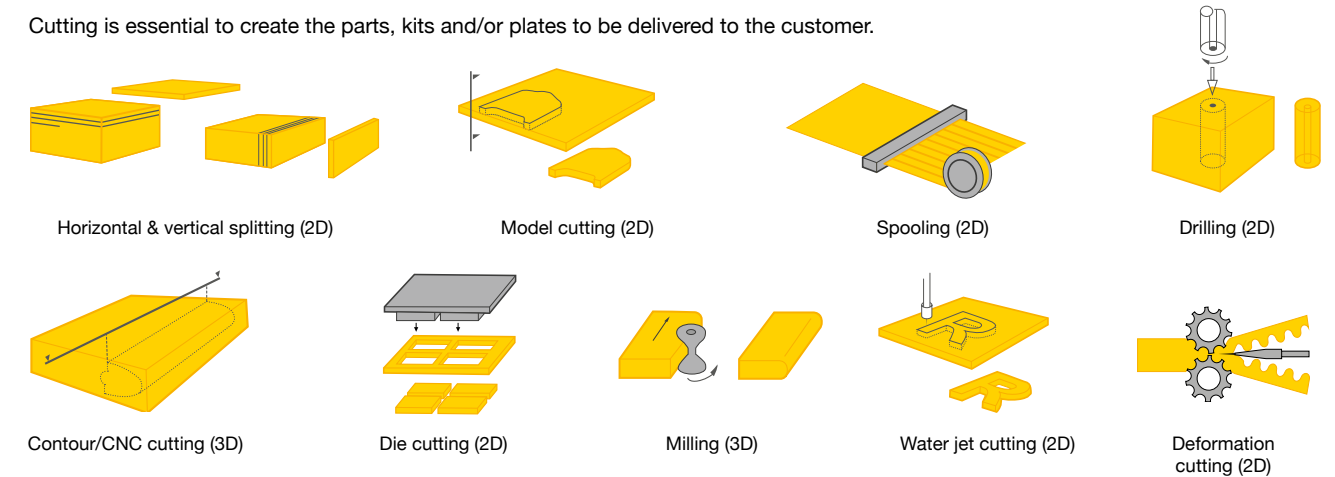 Cutting is essential to create the parts, kits and/or plates to be delivered to the customer.
Horizontal & vertical splitting (2D)
Model cutting (2D)
Spooling (2D)
Drilling (2D)
Contour/CNC cutting (3D)
Die cutting (2D)
Milling (3D)
Water jet cutting (2D)
Deformation
cutting (2D)
R
R